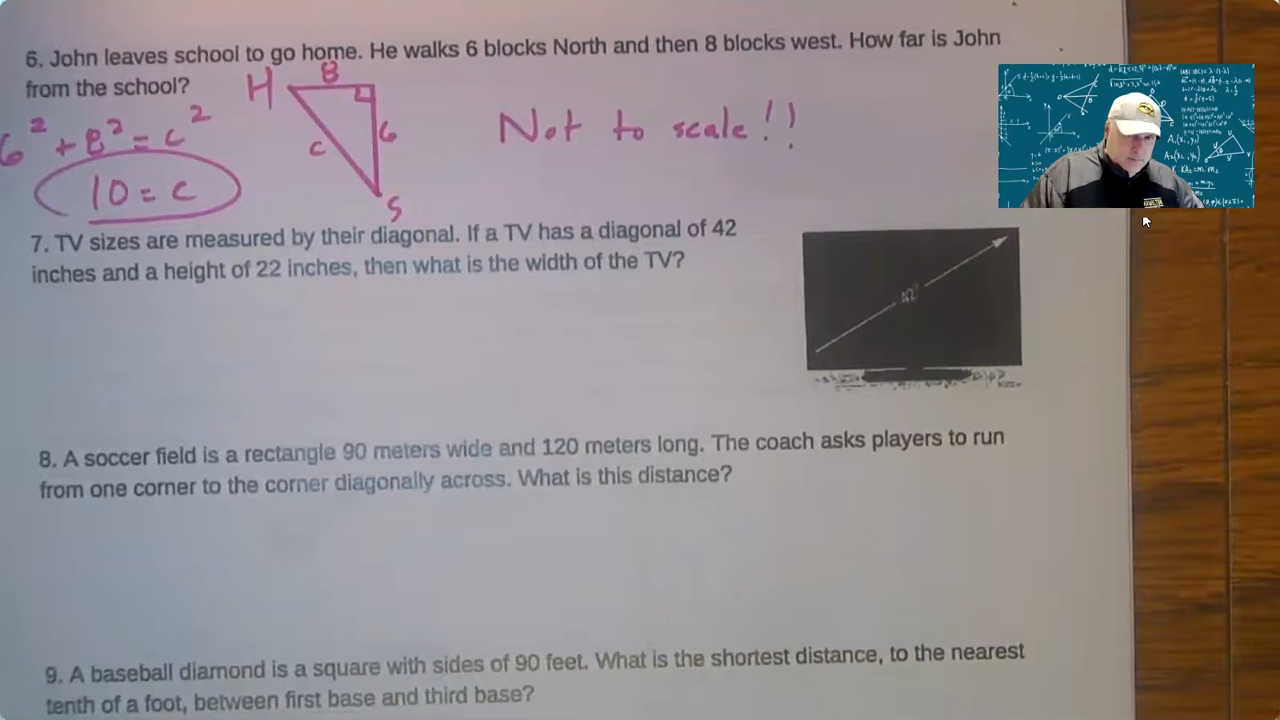 6. John leaves school to go home. He walks 6 blocks North and then 8 blocks west. How far is John
from the school?
H 8
6² + 8² = c²
c 6
Not to scale!!
10 = c
S
7. TV sizes are measured by their diagonal. If a TV has a diagonal of 42
inches and a height of 22 inches, then what is the width of the TV?
42"
8. A soccer field is a rectangle 90 meters wide and 120 meters long. The coach asks players to run
from one corner to the corner diagonally across. What is this distance?
9. A baseball diamond is a square with sides of 90 feet. What is the shortest distance, to the nearest
tenth of a foot, between first base and third base?